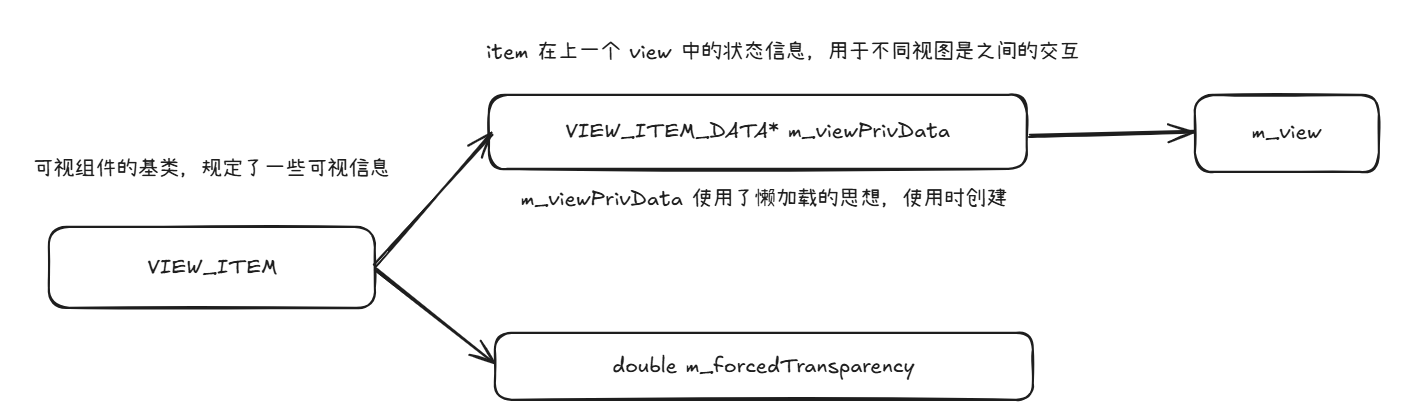 item 在上一个 view 中的状态信息，用于不同视图是之间的交互
VIEW_ITEM_DATA* m_viewPrivData
m_view
可视组件的基类，规定了一些可视信息
m_viewPrivData 使用了懒加载的思想，使用时创建
VIEW_ITEM
double m_forcedTransparency